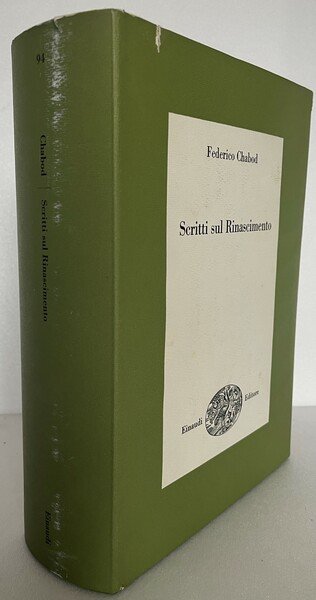 94
Chabod | Scritti sul Rinascimento
Einaudi
Federico Chabod
Scritti sul Rinascimento
Einaudi Editore